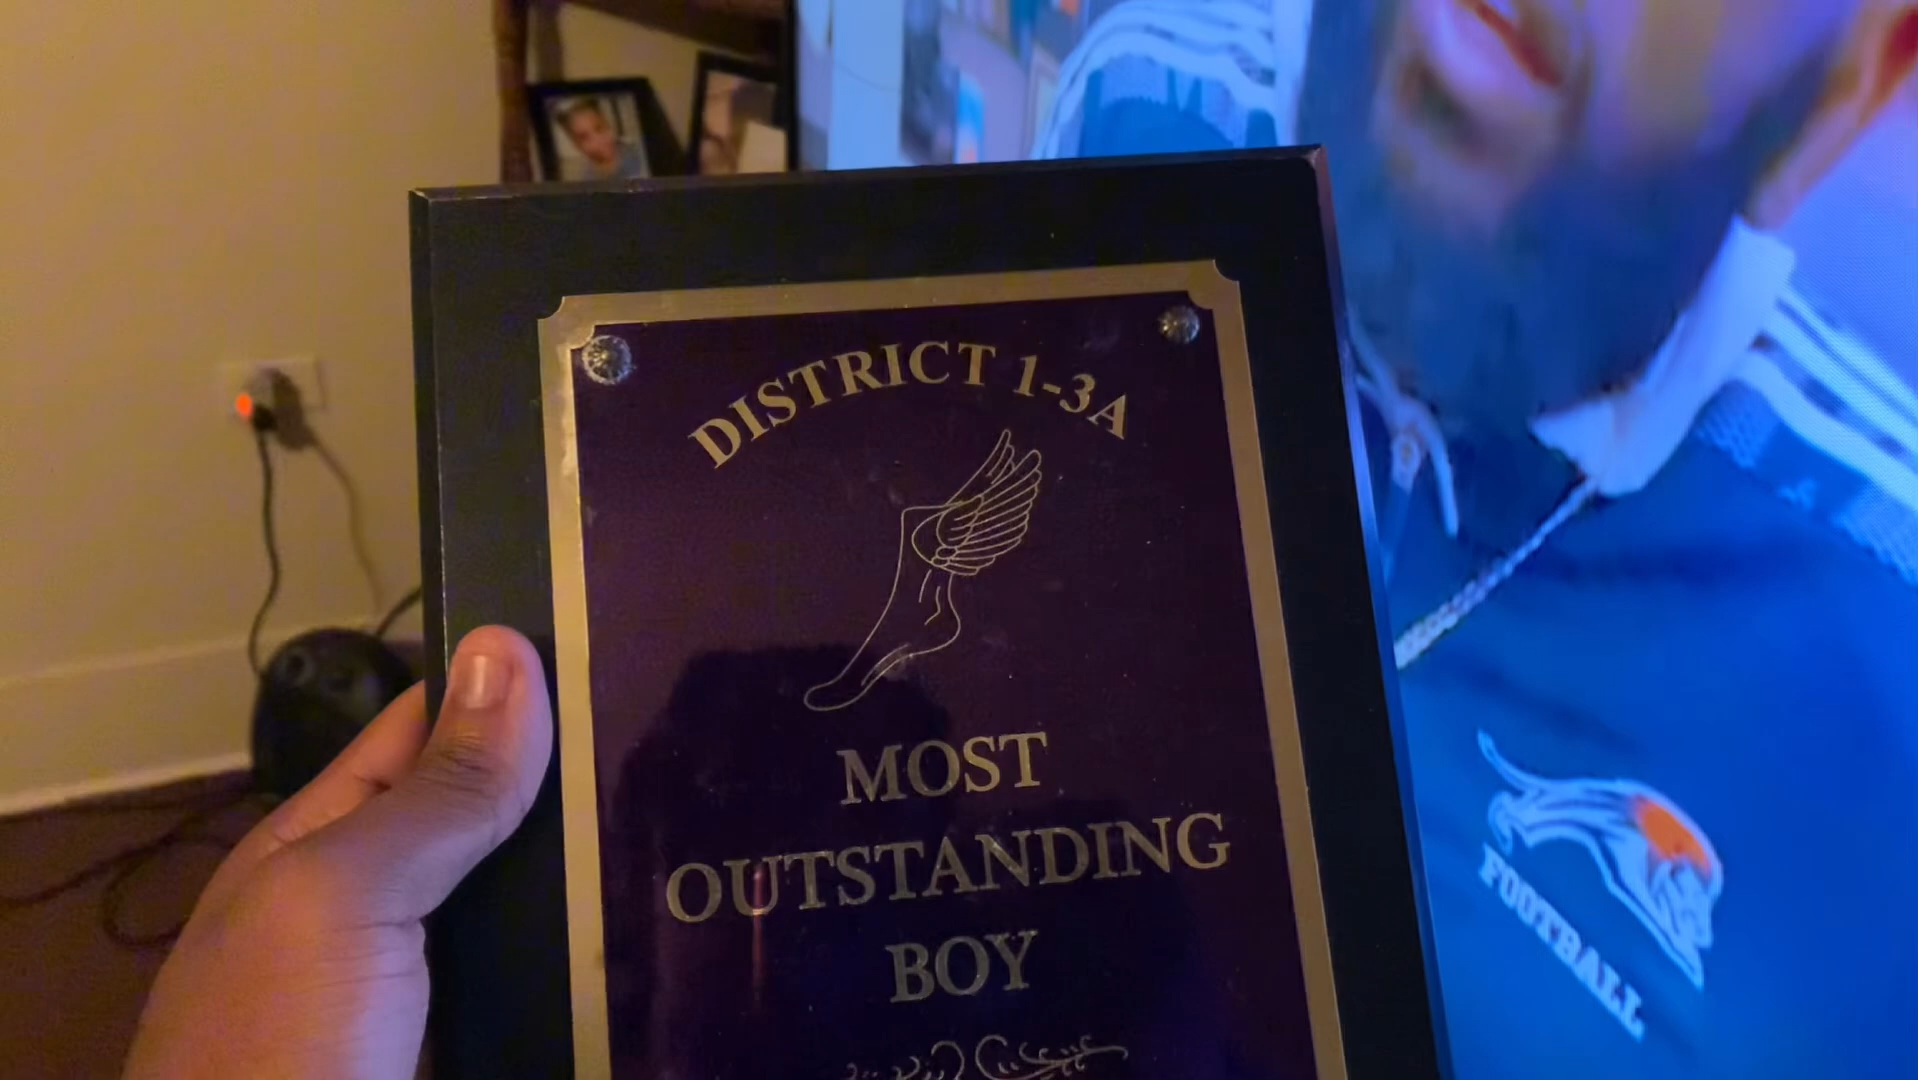 DISTRICT 1-3A
MOST
OUTSTANDING
BOY
FOOTBALL